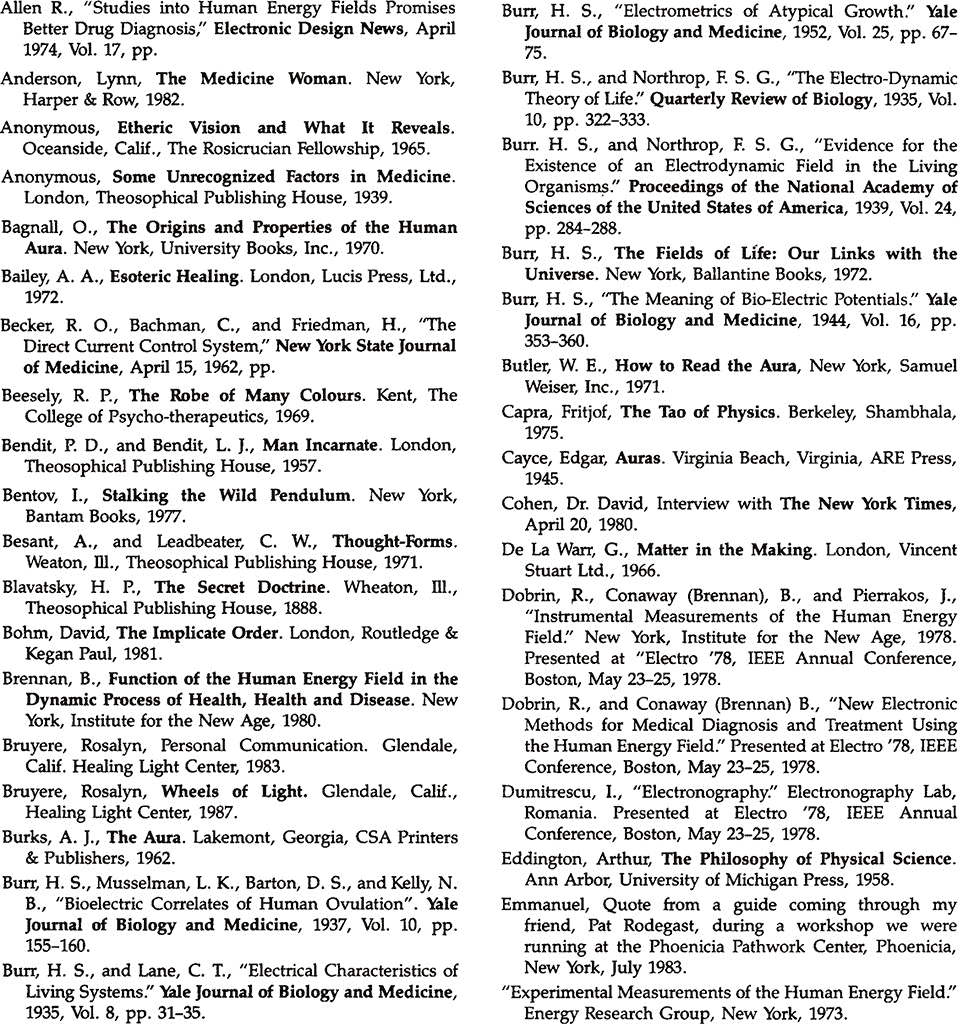 Allen R., “Studies into Human Energy Fields Promises
Better Drug Diagnosis,” Electronic Design News, April
1974, Vol. 17, pp.
Anderson, Lynn, The Medicine Woman. New York,
Harper & Row, 1982.
Anonymous, Etheric Vision and What It Reveals.
Oceanside, Calif., The Rosicrucian Fellowship, 1965.
Anonymous, Some Unrecognized Factors in Medicine.
London, Theosophical Publishing House, 1939.
Bagnall, O., The Origins and Properties of the Human
Aura. New York, University Books, Inc., 1970.
Bailey, A. A., Esoteric Healing. London, Lucis Press, Ltd.,
1972.
Becker, R. O., Bachman, C., and Friedman, H., “The
Direct Current Control System,” New York State Journal
of Medicine, April 15, 1962, pp.
Beesely, R. P., The Robe of Many Colours. Kent, The
College of Psycho-therapeutics, 1969.
Bendit, P. D., and Bendit, L. J., Man Incarnate. London,
Theosophical Publishing House, 1957.
Bentov, I., Stalking the Wild Pendulum. New York,
Bantam Books, 1977.
Besant, A., and Leadbeater, C. W., Thought-Forms.
Weaton, Ill., Theosophical Publishing House, 1971.
Blavatsky, H. P., The Secret Doctrine. Wheaton, Ill.,
Theosophical Publishing House, 1888.
Bohm, David, The Implicate Order. London, Routledge &
Kegan Paul, 1981.
Brennan, B., Function of the Human Energy Field in the
Dynamic Process of Health, Health and Disease. New
York, Institute for the New Age, 1980.
Bruyere, Rosalyn, Personal Communication. Glendale,
Calif. Healing Light Center, 1983.
Bruyere, Rosalyn, Wheels of Light. Glendale, Calif.,
Healing Light Center, 1987.
Burks, A. J., The Aura. Lakemont, Georgia, CSA Printers
& Publishers, 1962.
Burr, H. S., Musselman, L. K., Barton, D. S., and Kelly, N.
B., “Bioelectric Correlates of Human Ovulation”. Yale
Journal of Biology and Medicine, 1937, Vol. 10, pp.
155–160.
Burr, H. S., and Lane, C. T., “Electrical Characteristics of
Living Systems.” Yale Journal of Biology and Medicine,
1935, Vol. 8, pp. 31–35.
Burr, H. S., “Electrometrics of Atypical Growth.” Yale
Journal of Biology and Medicine, 1952, Vol. 25, pp. 67–
75.
Burr, H. S., and Northrop, F. S. G., “The Electro-Dynamic
Theory of Life.” Quarterly Review of Biology, 1935, Vol.
10, pp. 322–333.
Burr. H. S., and Northrop, F. S. G., “Evidence for the
Existence of an Electrodynamic Field in the Living
Organisms.” Proceedings of the National Academy of
Sciences of the United States of America, 1939, Vol. 24,
pp. 284–288.
Burr, H. S., The Fields of Life: Our Links with the
Universe. New York, Ballantine Books, 1972.
Burr, H. S., “The Meaning of Bio-Electric Potentials.” Yale
Journal of Biology and Medicine, 1944, Vol. 16, pp.
353–360.
Butler, W. E., How to Read the Aura, New York, Samuel
Weiser, Inc., 1971.
Capra, Fritjof, The Tao of Physics. Berkeley, Shambhala,
1975.
Cayce, Edgar, Auras. Virginia Beach, Virginia, ARE Press,
1945.
Cohen, Dr. David, Interview with The New York Times,
April 20, 1980.
De La Warr, G., Matter in the Making. London, Vincent
Stuart Ltd., 1966.
Dobrin, R., Conaway (Brennan), B., and Pierrakos, J.,
“Instrumental Measurements of the Human Energy
Field.” New York, Institute for the New Age, 1978.
Presented at “Electro ’78, IEEE Annual Conference,
Boston, May 23–25, 1978.
Dobrin, R., and Conaway (Brennan) B., “New Electronic
Methods for Medical Diagnosis and Treatment Using
the Human Energy Field.” Presented at Electro ’78, IEEE
Conference, Boston, May 23–25, 1978.
Dumitrescu, I., “Electronography.” Electronography Lab,
Romania. Presented at Electro ’78, IEEE Annual
Conference, Boston, May 23–25, 1978.
Eddington, Arthur, The Philosophy of Physical Science.
Ann Arbor, University of Michigan Press, 1958.
Emmanuel, Quote from a guide coming through my
friend, Pat Rodegast, during a workshop we were
running at the Phoenicia Pathwork Center, Phoenicia,
New York, July 1983.
“Experimental Measurements of the Human Energy Field.”
Energy Research Group, New York, 1973.